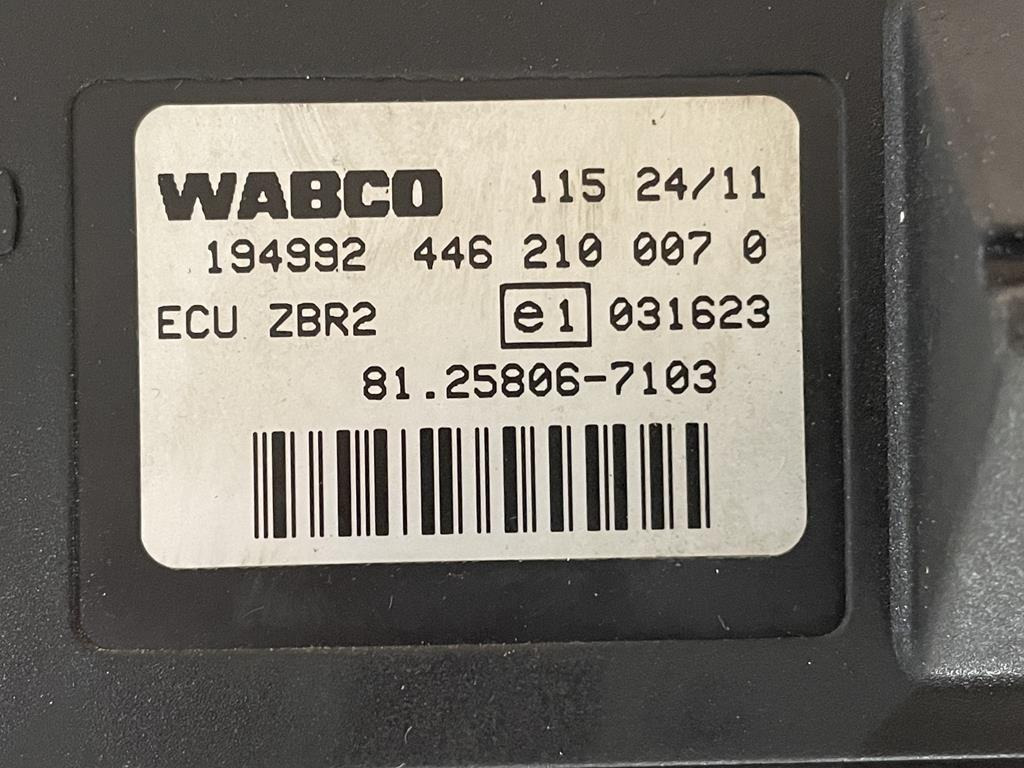 WABCO 115 24/11
194992 446 210 007 0
ECU ZBR2 e1 031623
81.25806-7103